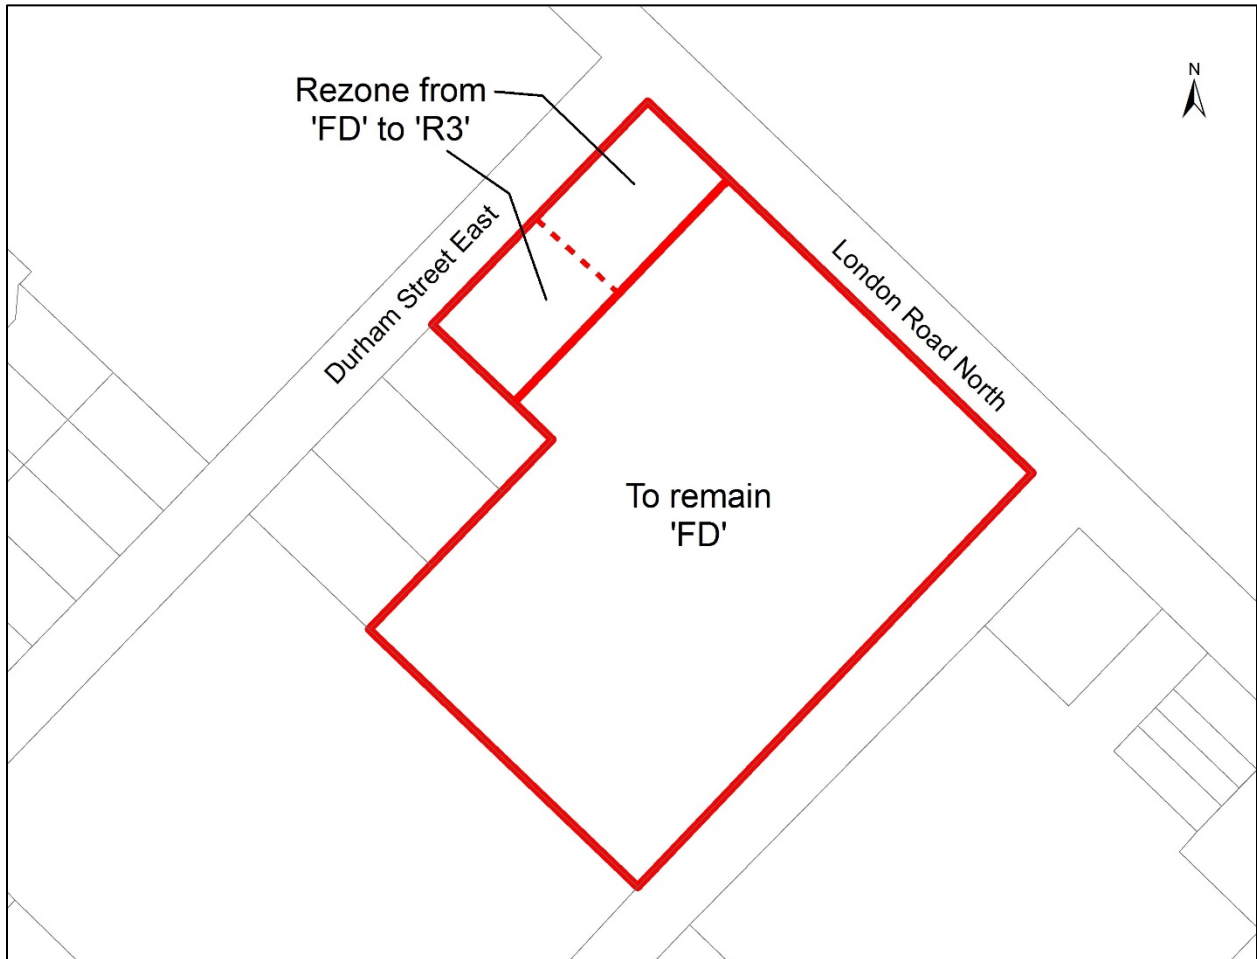 N
Rezone from
'FD' to 'R3'
Durham Street East
London Road North
To remain
'FD'